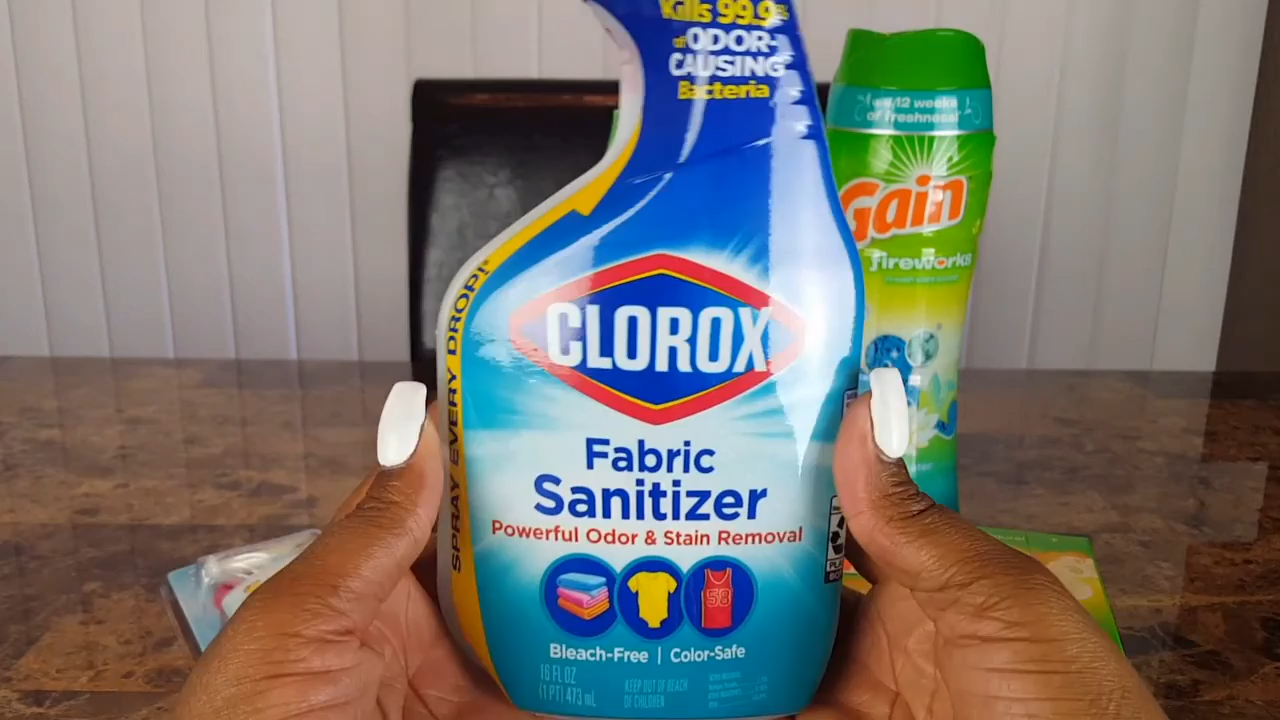 Kills 99.9%
of ODOR-
CAUSING
Bacteria
SPRAY EVERY DROP!
CLOROX
Fabric
Sanitizer
Powerful Odor & Stain Removal
58
Bleach-Free | Color-Safe
16 FL OZ
(1 PT) 473 mL
KEEP OUT OF REACH
OF CHILDREN
12 weeks
of freshness!
Gain
fireworks